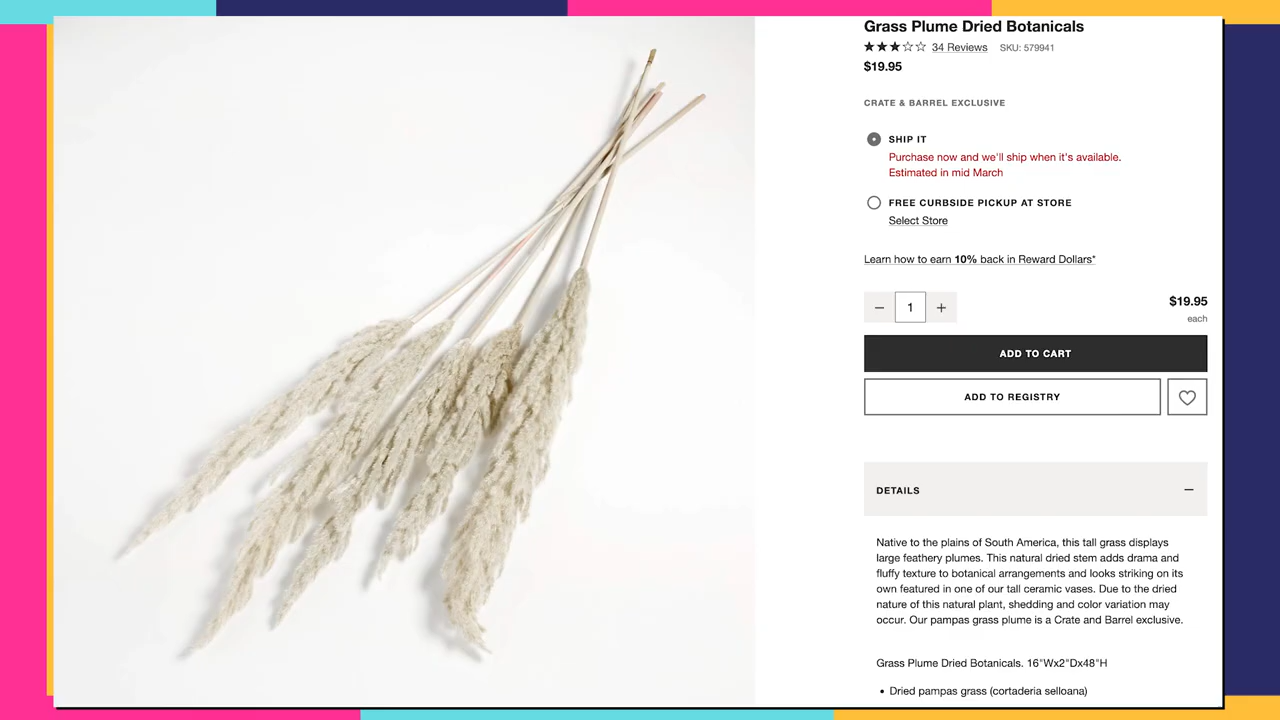 Grass Plume Dried Botanicals
34 Reviews SKU: 579941
$19.95
CRATE & BARREL EXCLUSIVE
SHIP IT
Purchase now and we'll ship when it's available.
Estimated in mid March
FREE CURBSIDE PICKUP AT STORE
Select Store
Learn how to earn 10% back in Reward Dollars*
− 1 + $19.95
each
ADD TO CART
ADD TO REGISTRY
DETAILS −
Native to the plains of South America, this tall grass displays
large feathery plumes. This natural dried stem adds drama and
fluffy texture to botanical arrangements and looks striking on its
own featured in one of our tall ceramic vases. Due to the dried
nature of this natural plant, shedding and color variation may
occur. Our pampas grass plume is a Crate and Barrel exclusive.
Grass Plume Dried Botanicals. 16"Wx2"Dx48"H
• Dried pampas grass (cortaderia selloana)